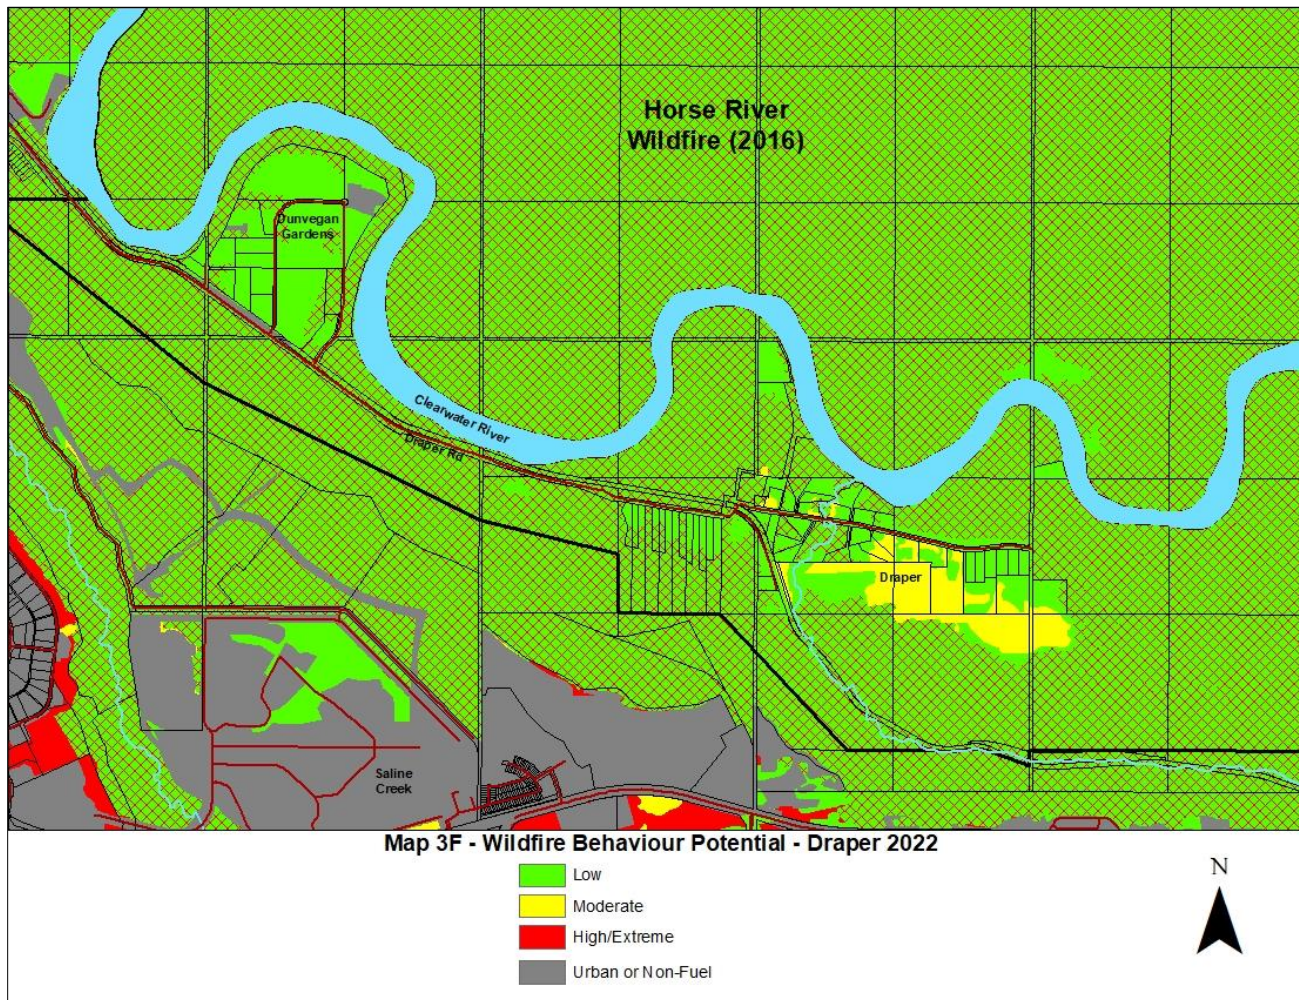 Horse River
Wildfire (2016)
Dunvegan
Gardens
Clearwater River
Draper Rd
Draper
Saline
Creek
Map 3F - Wildfire Behaviour Potential - Draper 2022
Low
Moderate
High/Extreme
Urban or Non-Fuel
N